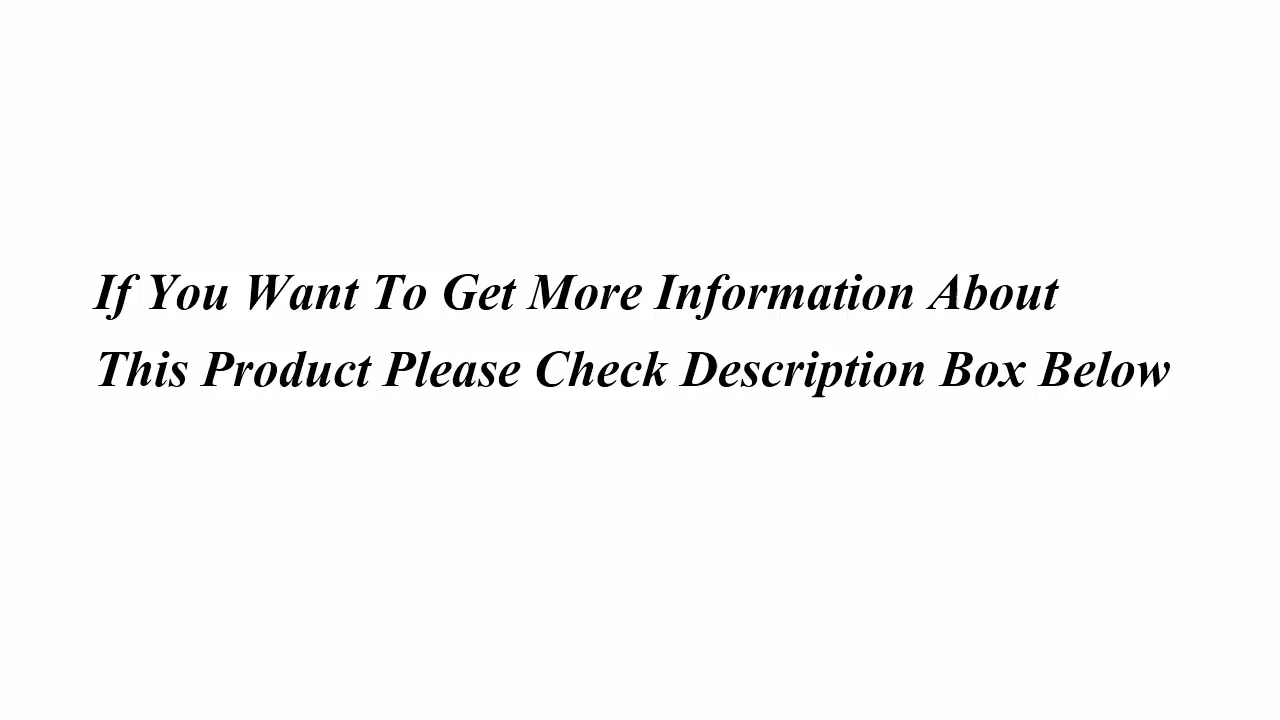 If You Want To Get More Information About
This Product Please Check Description Box Below